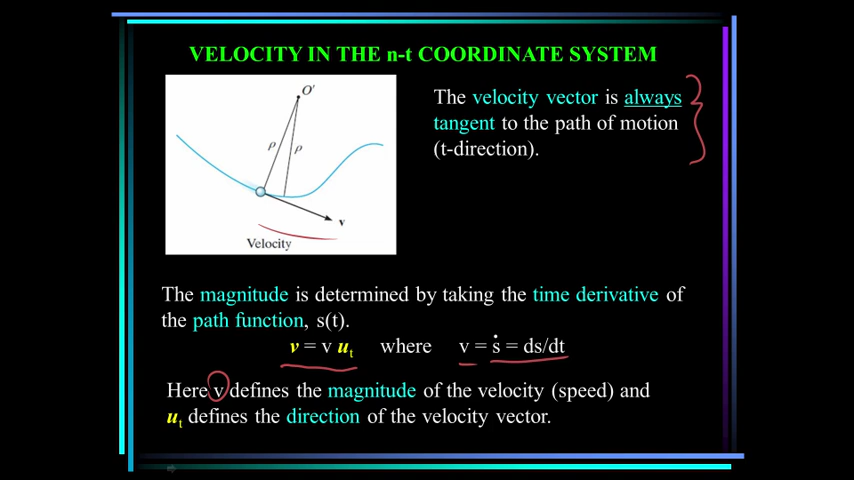 VELOCITY IN THE n-t COORDINATE SYSTEM
O'
ρ
ρ
v
Velocity
The velocity vector is always
tangent to the path of motion
(t-direction).
The magnitude is determined by taking the time derivative of
the path function, s(t).
v = v uₜ where v = ṡ = ds/dt
Here v defines the magnitude of the velocity (speed) and
uₜ defines the direction of the velocity vector.